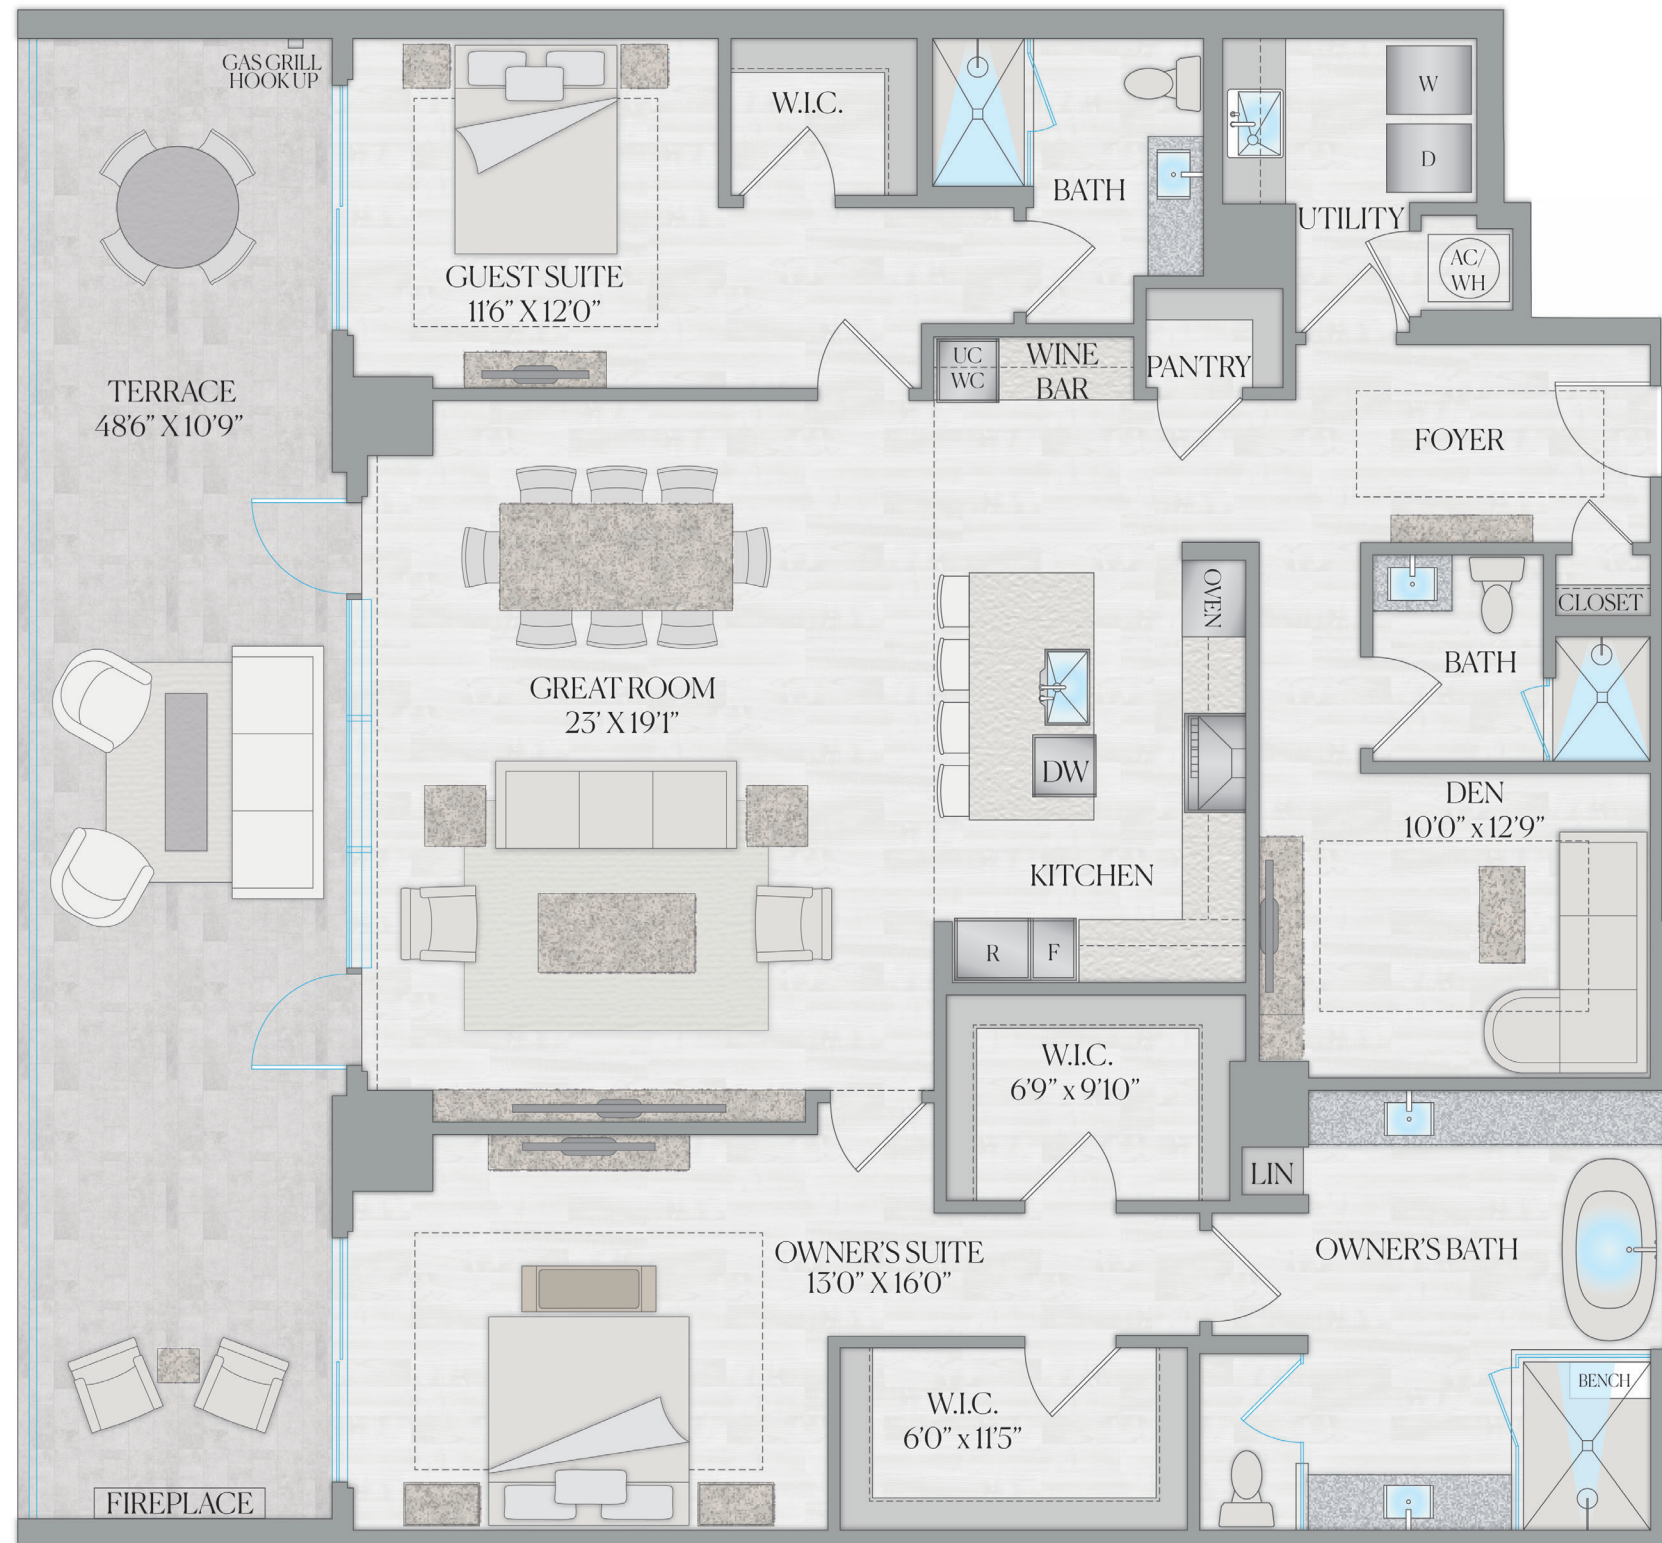 GAS GRILL
HOOK UP
W.I.C.
W
D
BATH
UTILITY
AC/
WH
GUEST SUITE
11'6" X 12'0"
UC
WC
WINE
BAR
PANTRY
TERRACE
48'6" X 10'9"
FOYER
OVEN
CLOSET
BATH
GREAT ROOM
23' X 19'1"
DW
DEN
10'0" x 12'9"
KITCHEN
R
F
W.I.C.
6'9" x 9'10"
LIN
OWNER'S SUITE
13'0" X 16'0"
OWNER'S BATH
BENCH
W.I.C.
6'0" x 11'5"
FIREPLACE